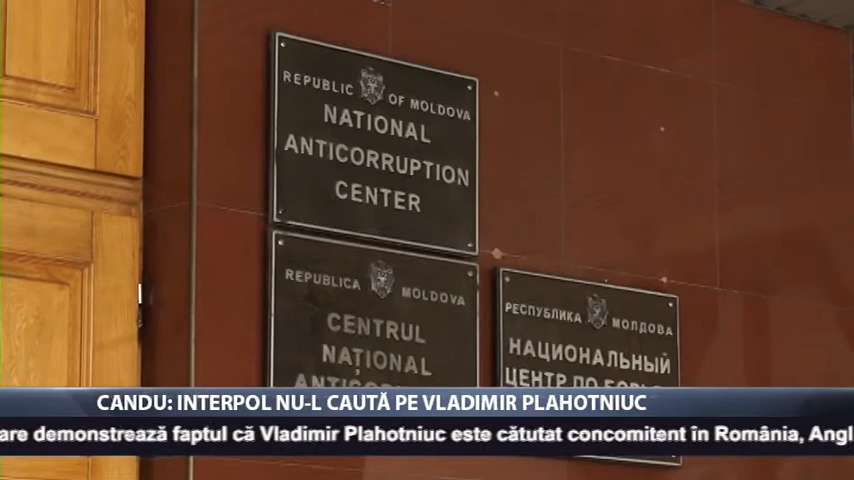 REPUBLIC OF MOLDOVA
NATIONAL
ANTICORRUPTION
CENTER
REPUBLICA MOLDOVA
CENTRUL
NAȚIONAL
РЕСПУБЛИКА МОЛДОВА
НАЦИОНАЛЬНЫЙ
ЦЕНТР ПО
CANDU: INTERPOL NU-L CAUTĂ PE VLADIMIR PLAHOTNIUC
are demonstrează faptul că Vladimir Plahotniuc este cătutat concomitent în România, Angl